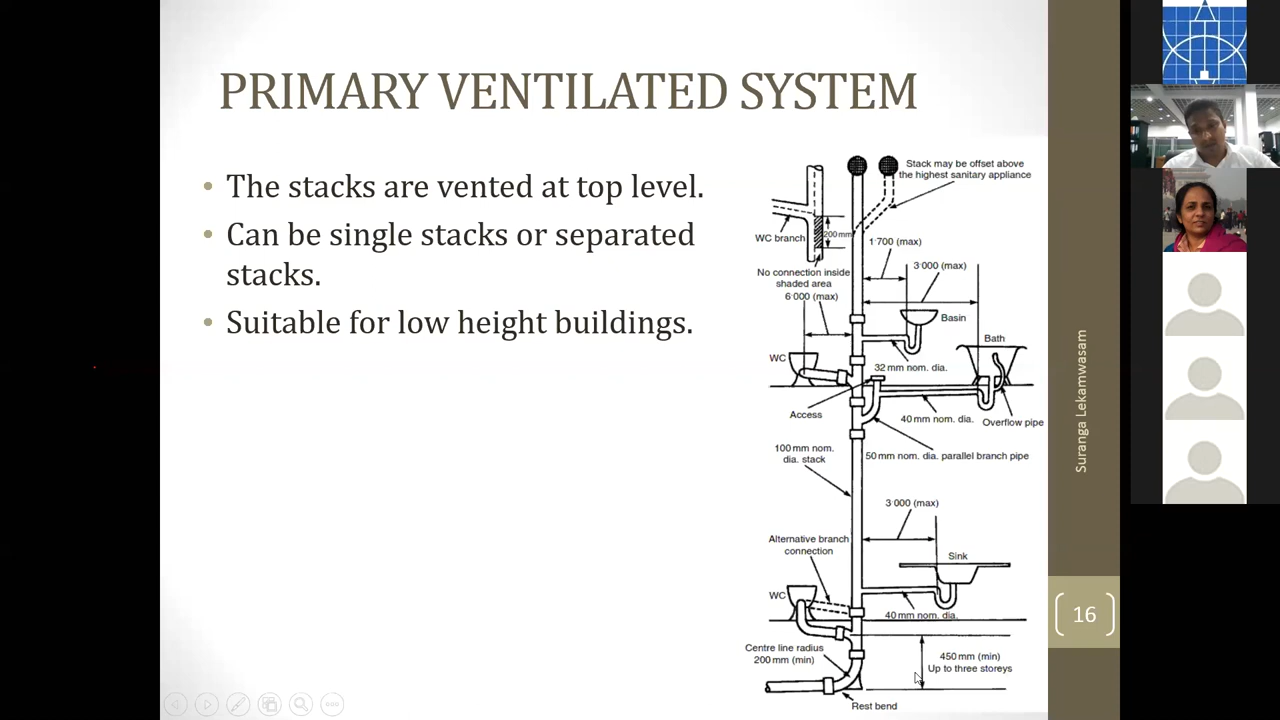 PRIMARY VENTILATED SYSTEM
• The stacks are vented at top level.
• Can be single stacks or separated
stacks.
• Suitable for low height buildings.
Stack may be offset above
the highest sanitary appliance
WC branch
200 mm
1·700 (max)
No connection inside
shaded area
3·000 (max)
6·000 (max)
Basin
Bath
WC
32 mm nom. dia.
Access
40 mm nom. dia.
Overflow pipe
100 mm nom.
dia. stack
50 mm nom. dia. parallel branch pipe
3·000 (max)
Alternative branch
connection
Sink
WC
40 mm nom. dia.
Centre line radius
200 mm (min)
450 mm (min)
Up to three storeys
Rest bend
Suranga Lekamwasam
16